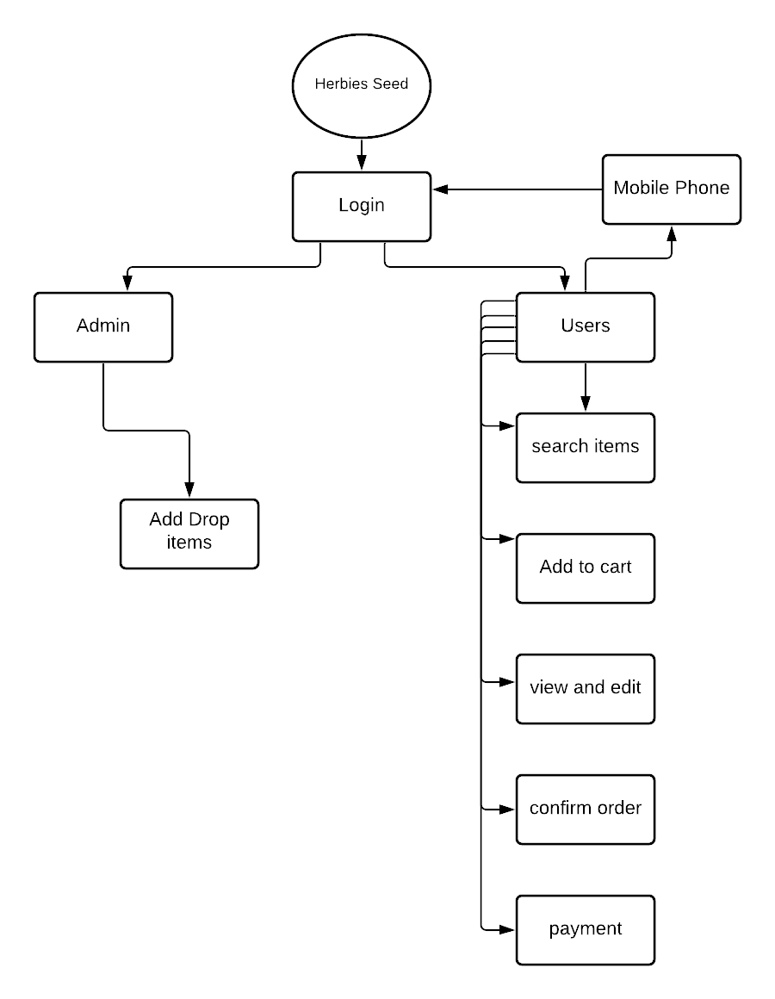 Herbies Seed
Login
Mobile Phone
Admin
Users
search items
Add Drop
items
Add to cart
view and edit
confirm order
payment